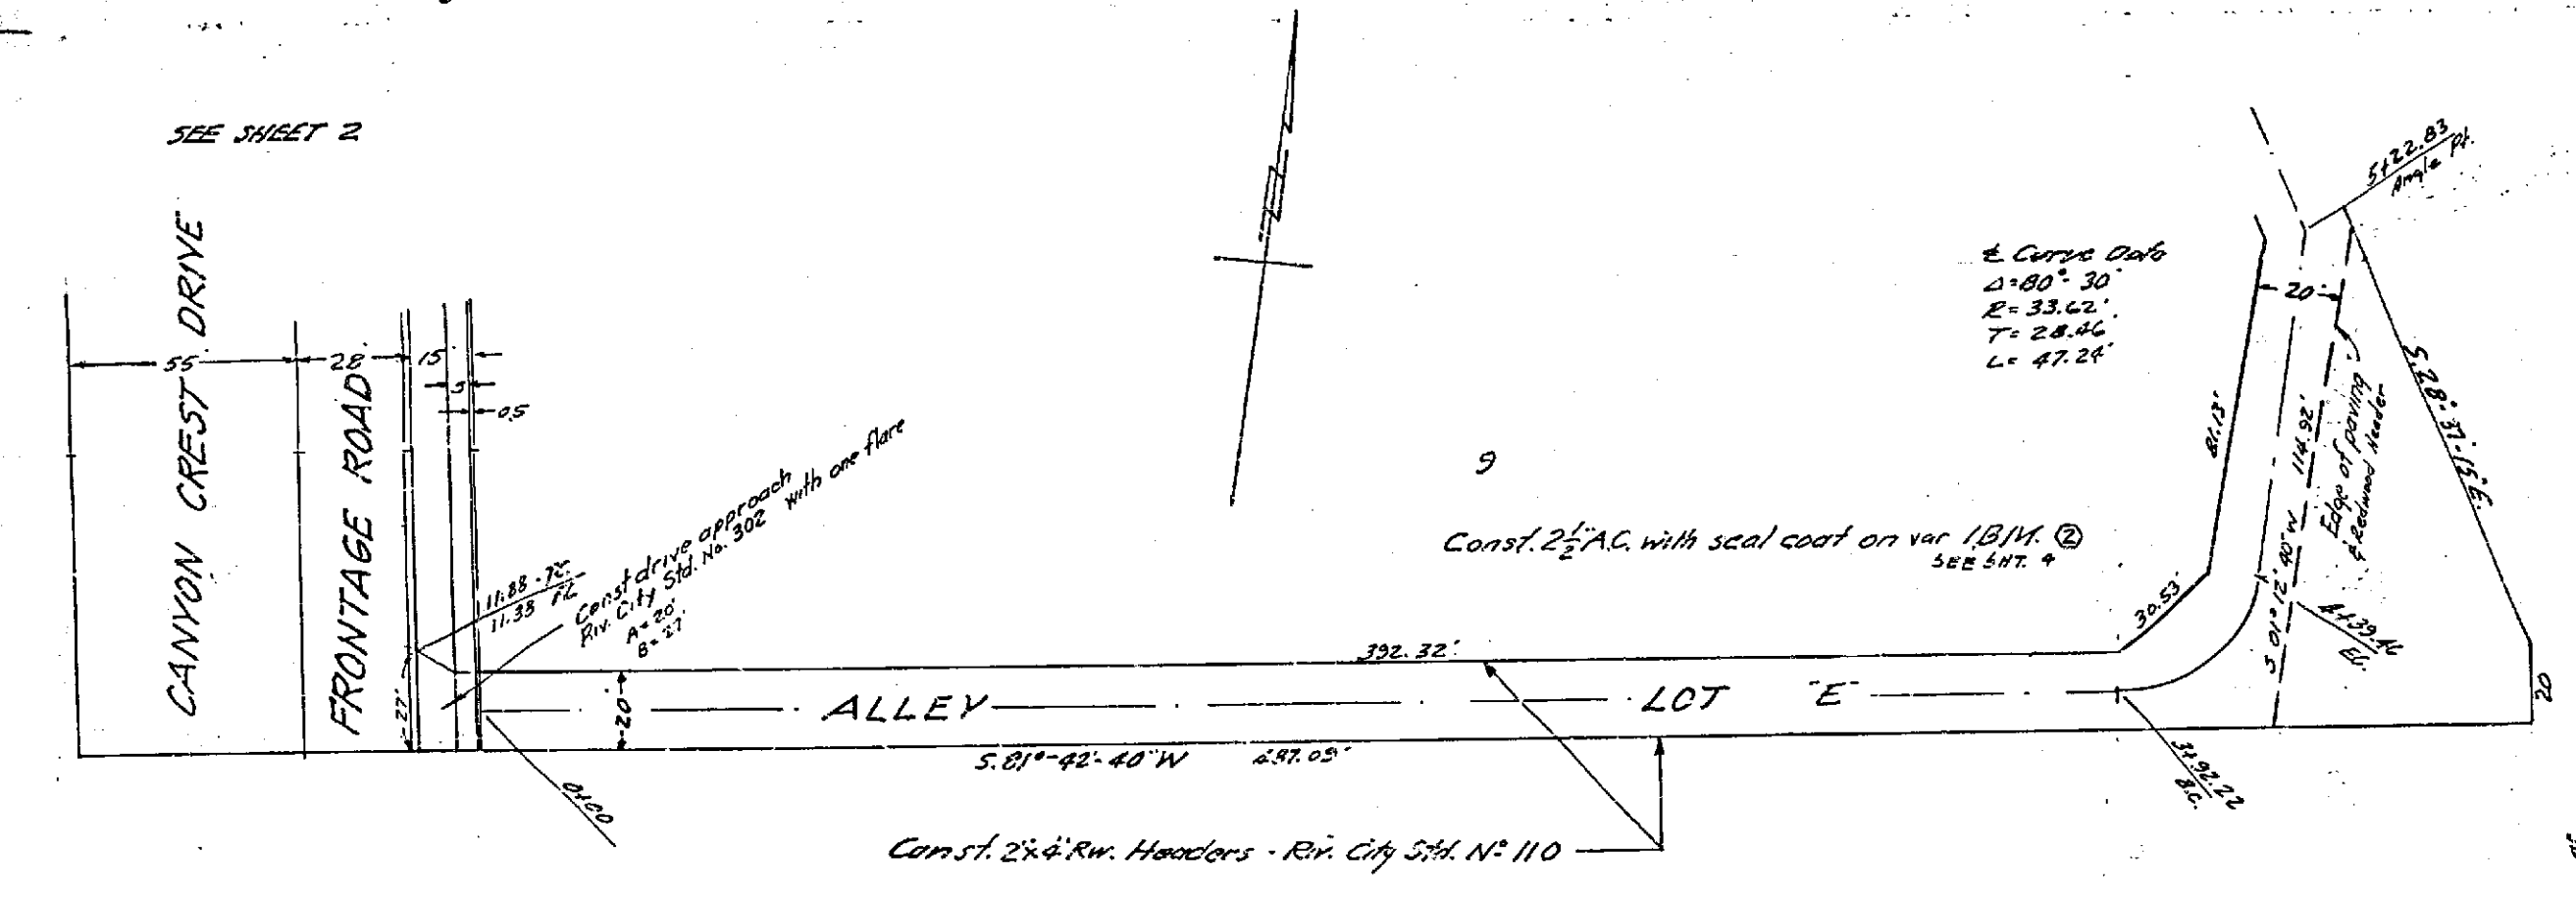 SEE SHEET 2
CANYON CREST DRIVE
FRONTAGE ROAD
55
28
15
5
0.5
27'
11.88 - T.C.
11.38 FL
Const drive approach
Riv. City Std. No. 302 with one flare
A = 20'
B = 27'
20
0+00
ALLEY
LOT "E"
392.32'
S.81°-42'-40"W
Const. 2"x4" Rw. Headers - Riv. City Std. Nº 110
9
Const. 2½" A.C. with seal coat on var I.B.M. ②
SEE SHT. 4
℄ Curve Data
Δ=80°-30'
R= 33.62'
T= 28.46'
L= 47.24'
30.53'
81.13'
20'
5+22.83
Angle Pt.
S.28°-37'-15"E.
Edge of paving
& Redwood Header
S 01° 12' 40" W 114.92'
4+39.46
E.C.
3+92.22
B.C.
20